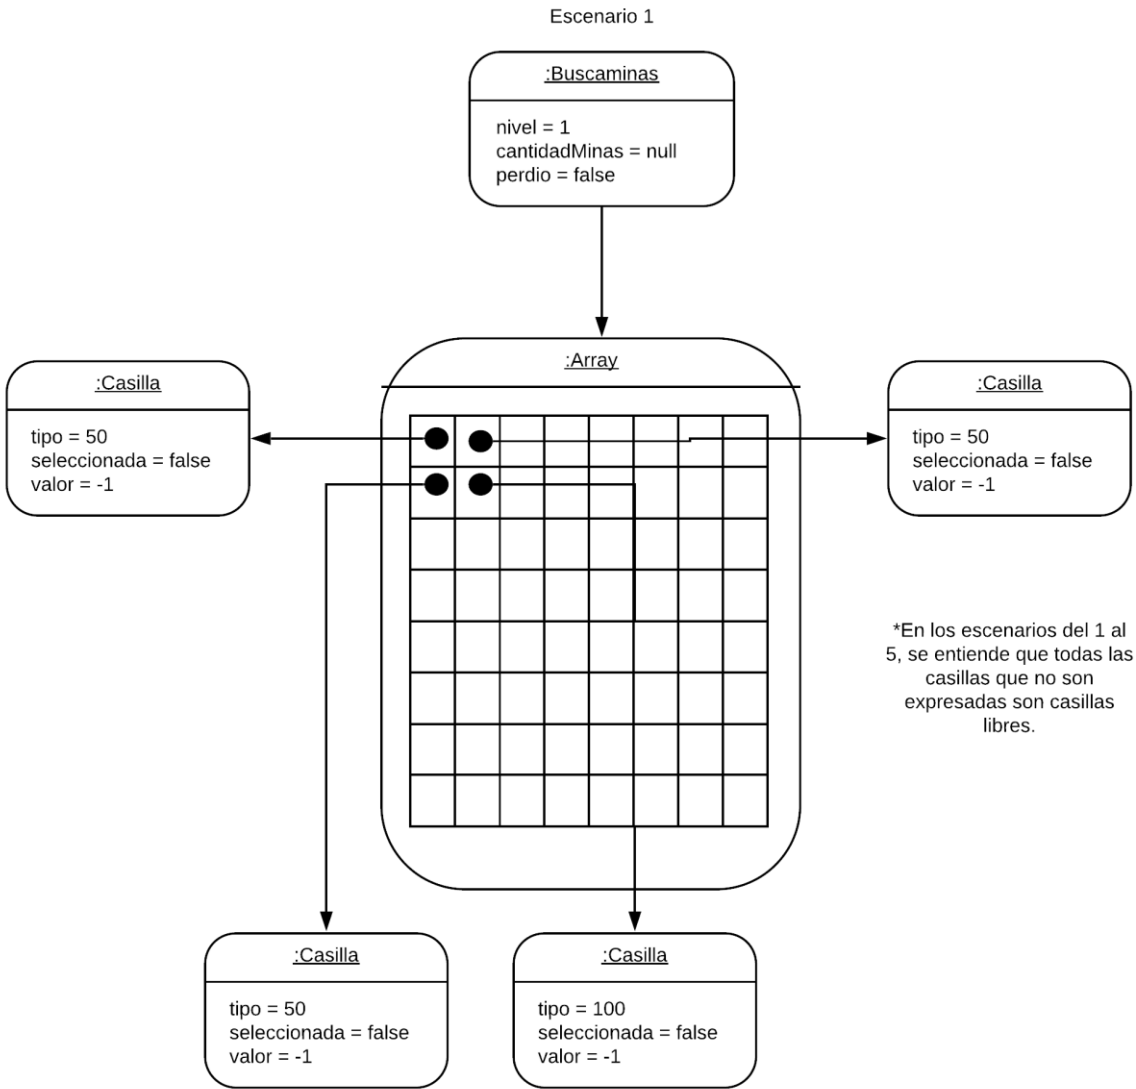 Escenario 1
:Buscaminas
nivel = 1
cantidadMinas = null
perdio = false
:Array
:Casilla
tipo = 50
seleccionada = false
valor = -1
:Casilla
tipo = 50
seleccionada = false
valor = -1
*En los escenarios del 1 al
5, se entiende que todas las
casillas que no son
expresadas son casillas
libres.
:Casilla
tipo = 50
seleccionada = false
valor = -1
:Casilla
tipo = 100
seleccionada = false
valor = -1